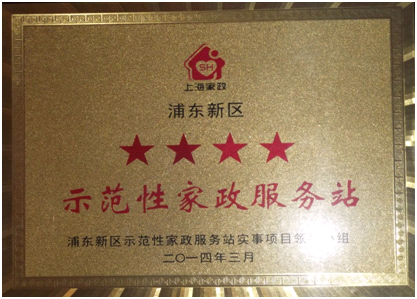 SH
上海家政
浦东新区
★★★★
示范性家政服务站
浦东新区示范性家政服务站实事项目 小组
二〇一四年三月